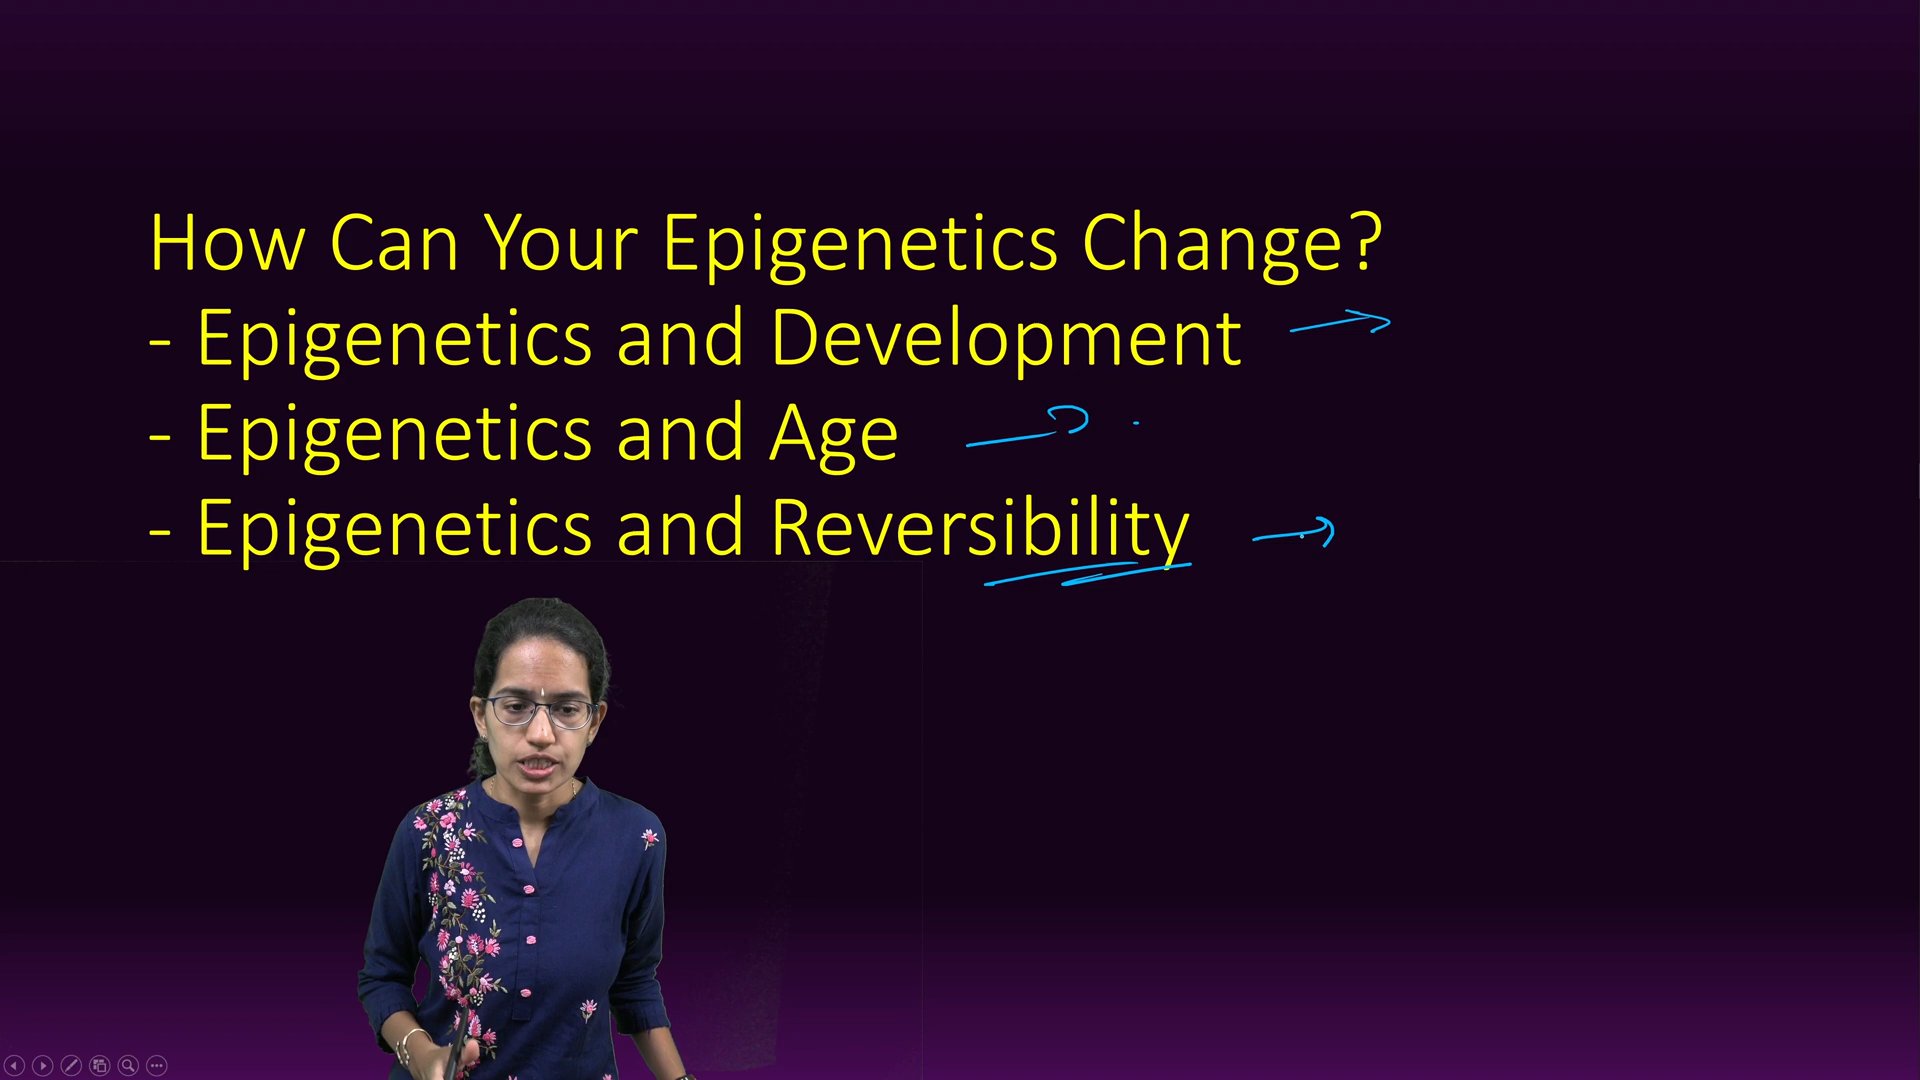 How Can Your Epigenetics Change?
- Epigenetics and Development
- Epigenetics and Age
- Epigenetics and Reversibility